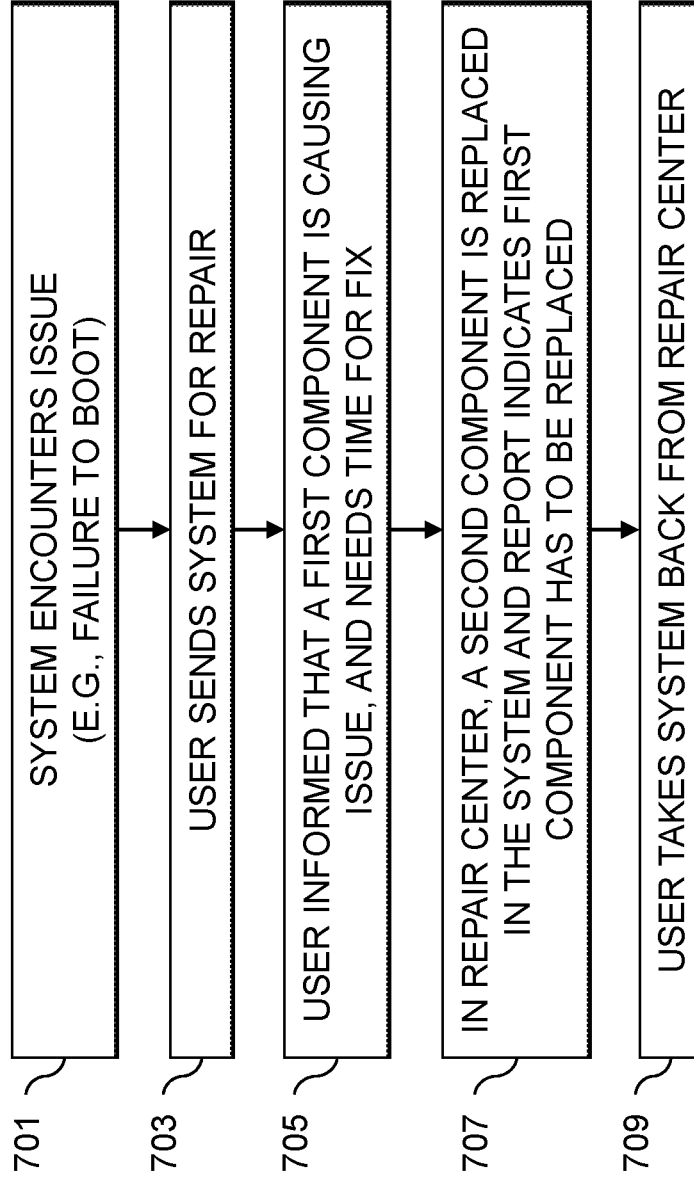 701
SYSTEM ENCOUNTERS ISSUE
(E.G., FAILURE TO BOOT)
703
USER SENDS SYSTEM FOR REPAIR
705
USER INFORMED THAT A FIRST COMPONENT IS CAUSING
ISSUE, AND NEEDS TIME FOR FIX
707
IN REPAIR CENTER, A SECOND COMPONENT IS REPLACED
IN THE SYSTEM AND REPORT INDICATES FIRST
COMPONENT HAS TO BE REPLACED
709
USER TAKES SYSTEM BACK FROM REPAIR CENTER